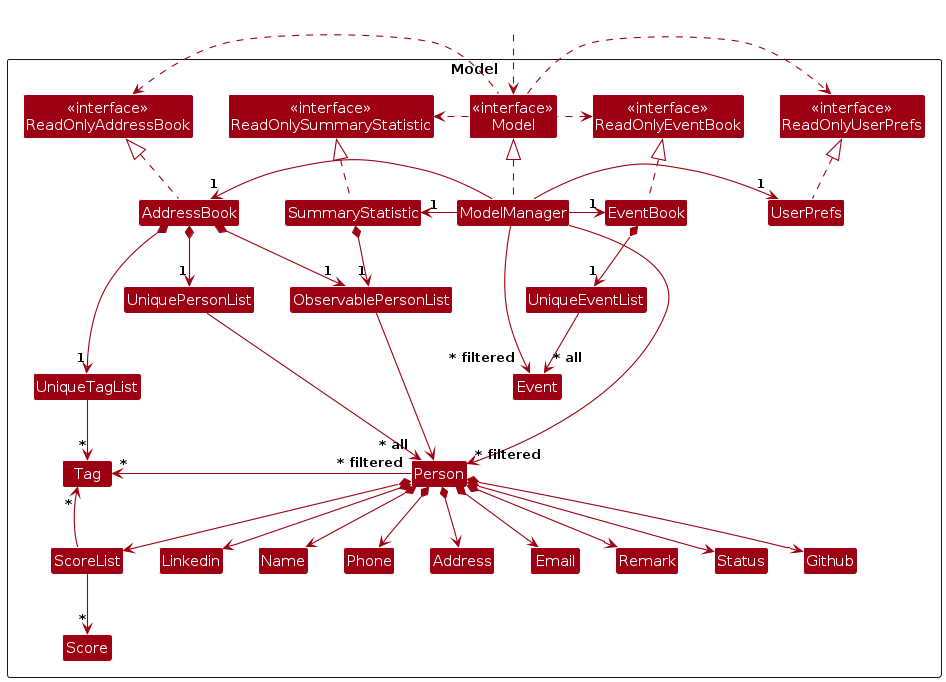 Model
«interface»
ReadOnlyAddressBook
«interface»
ReadOnlySummaryStatistic
«interface»
Model
«interface»
ReadOnlyEventBook
«interface»
ReadOnlyUserPrefs
1
1
1
1
AddressBook
SummaryStatistic
ModelManager
EventBook
UserPrefs
1
1
1
1
UniquePersonList
ObservablePersonList
UniqueEventList
1
* filtered
* all
UniqueTagList
Event
*
* all
* filtered
*
* filtered
Tag
Person
*
ScoreList
Linkedin
Name
Phone
Address
Email
Remark
Status
Github
*
Score